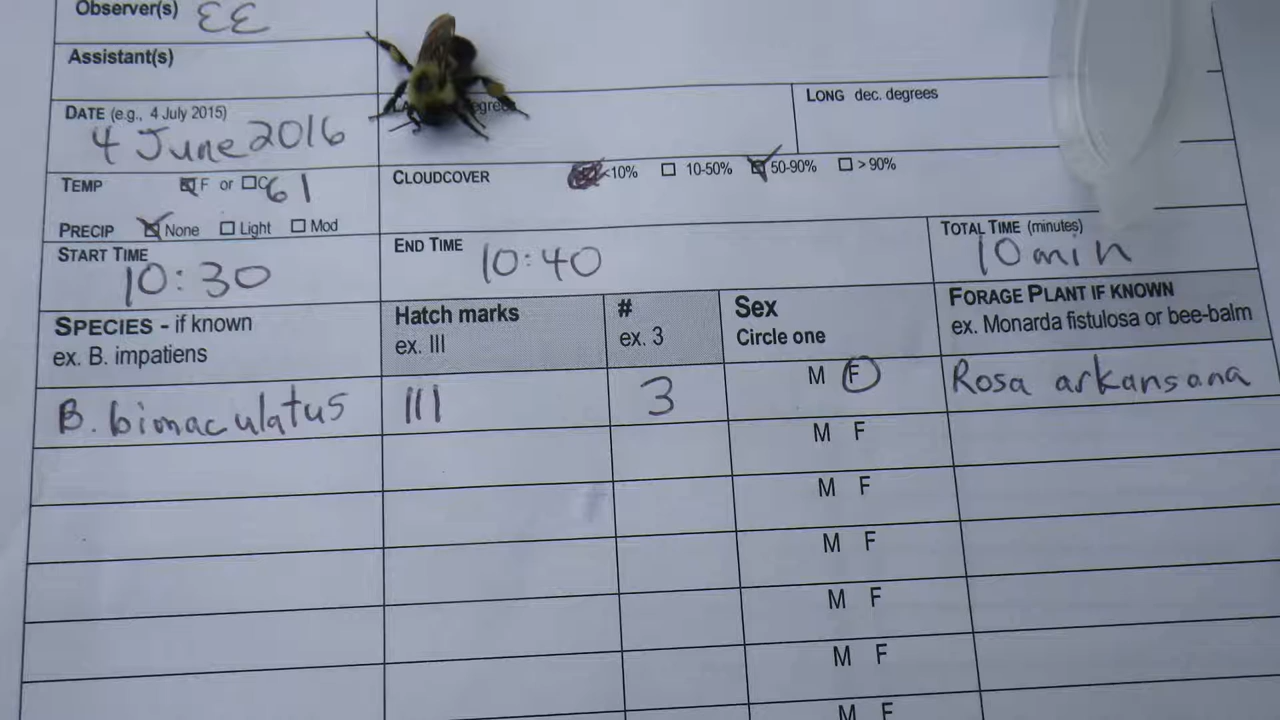 Observer(s) EE
Assistant(s)
DATE (e.g., 4 July 2015)
4 June 2016
egrees
LONG dec. degrees
TEMP F or C 61
CLOUDCOVER <10% 10-50% 50-90% > 90%
PRECIP None Light Mod
START TIME
10:30
END TIME 10:40
TOTAL TIME (minutes)
10 min
SPECIES - if known
ex. B. impatiens
Hatch marks
ex. III
#
ex. 3
Sex
Circle one
FORAGE PLANT IF KNOWN
ex. Monarda fistulosa or bee-balm
B. bimaculatus III 3 M F Rosa arkansana
M F
M F
M F
M F
M F
M F